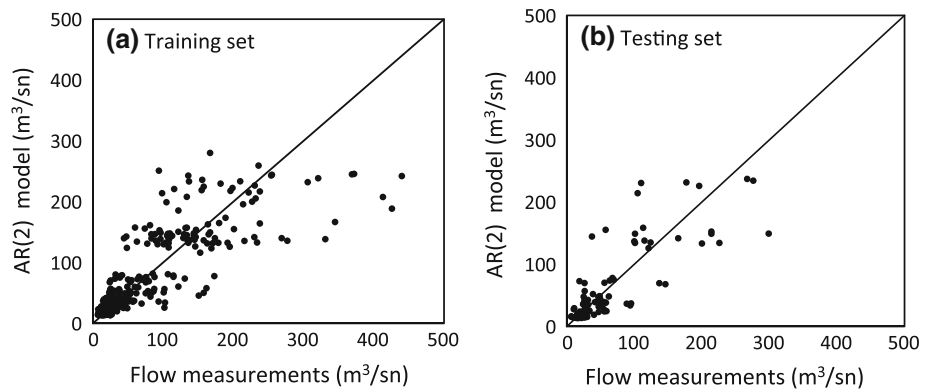 (a) Training set
AR(2) model (m³/sn)
500
400
300
200
100
0
0 100 200 300 400 500
Flow measurements (m³/sn)
(b) Testing set
AR(2) model (m³/sn)
500
400
300
200
100
0
0 100 200 300 400 500
Flow measurements (m³/sn)